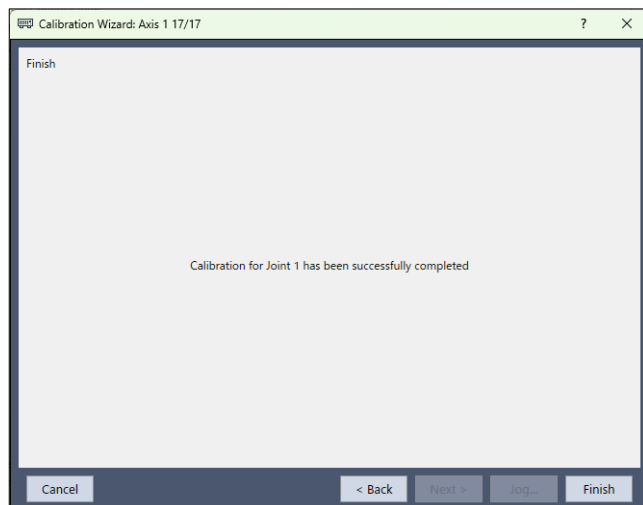 Calibration Wizard: Axis 1 17/17
?
Finish
Calibration for Joint 1 has been successfully completed
Cancel
< Back
Next >
Jog...
Finish